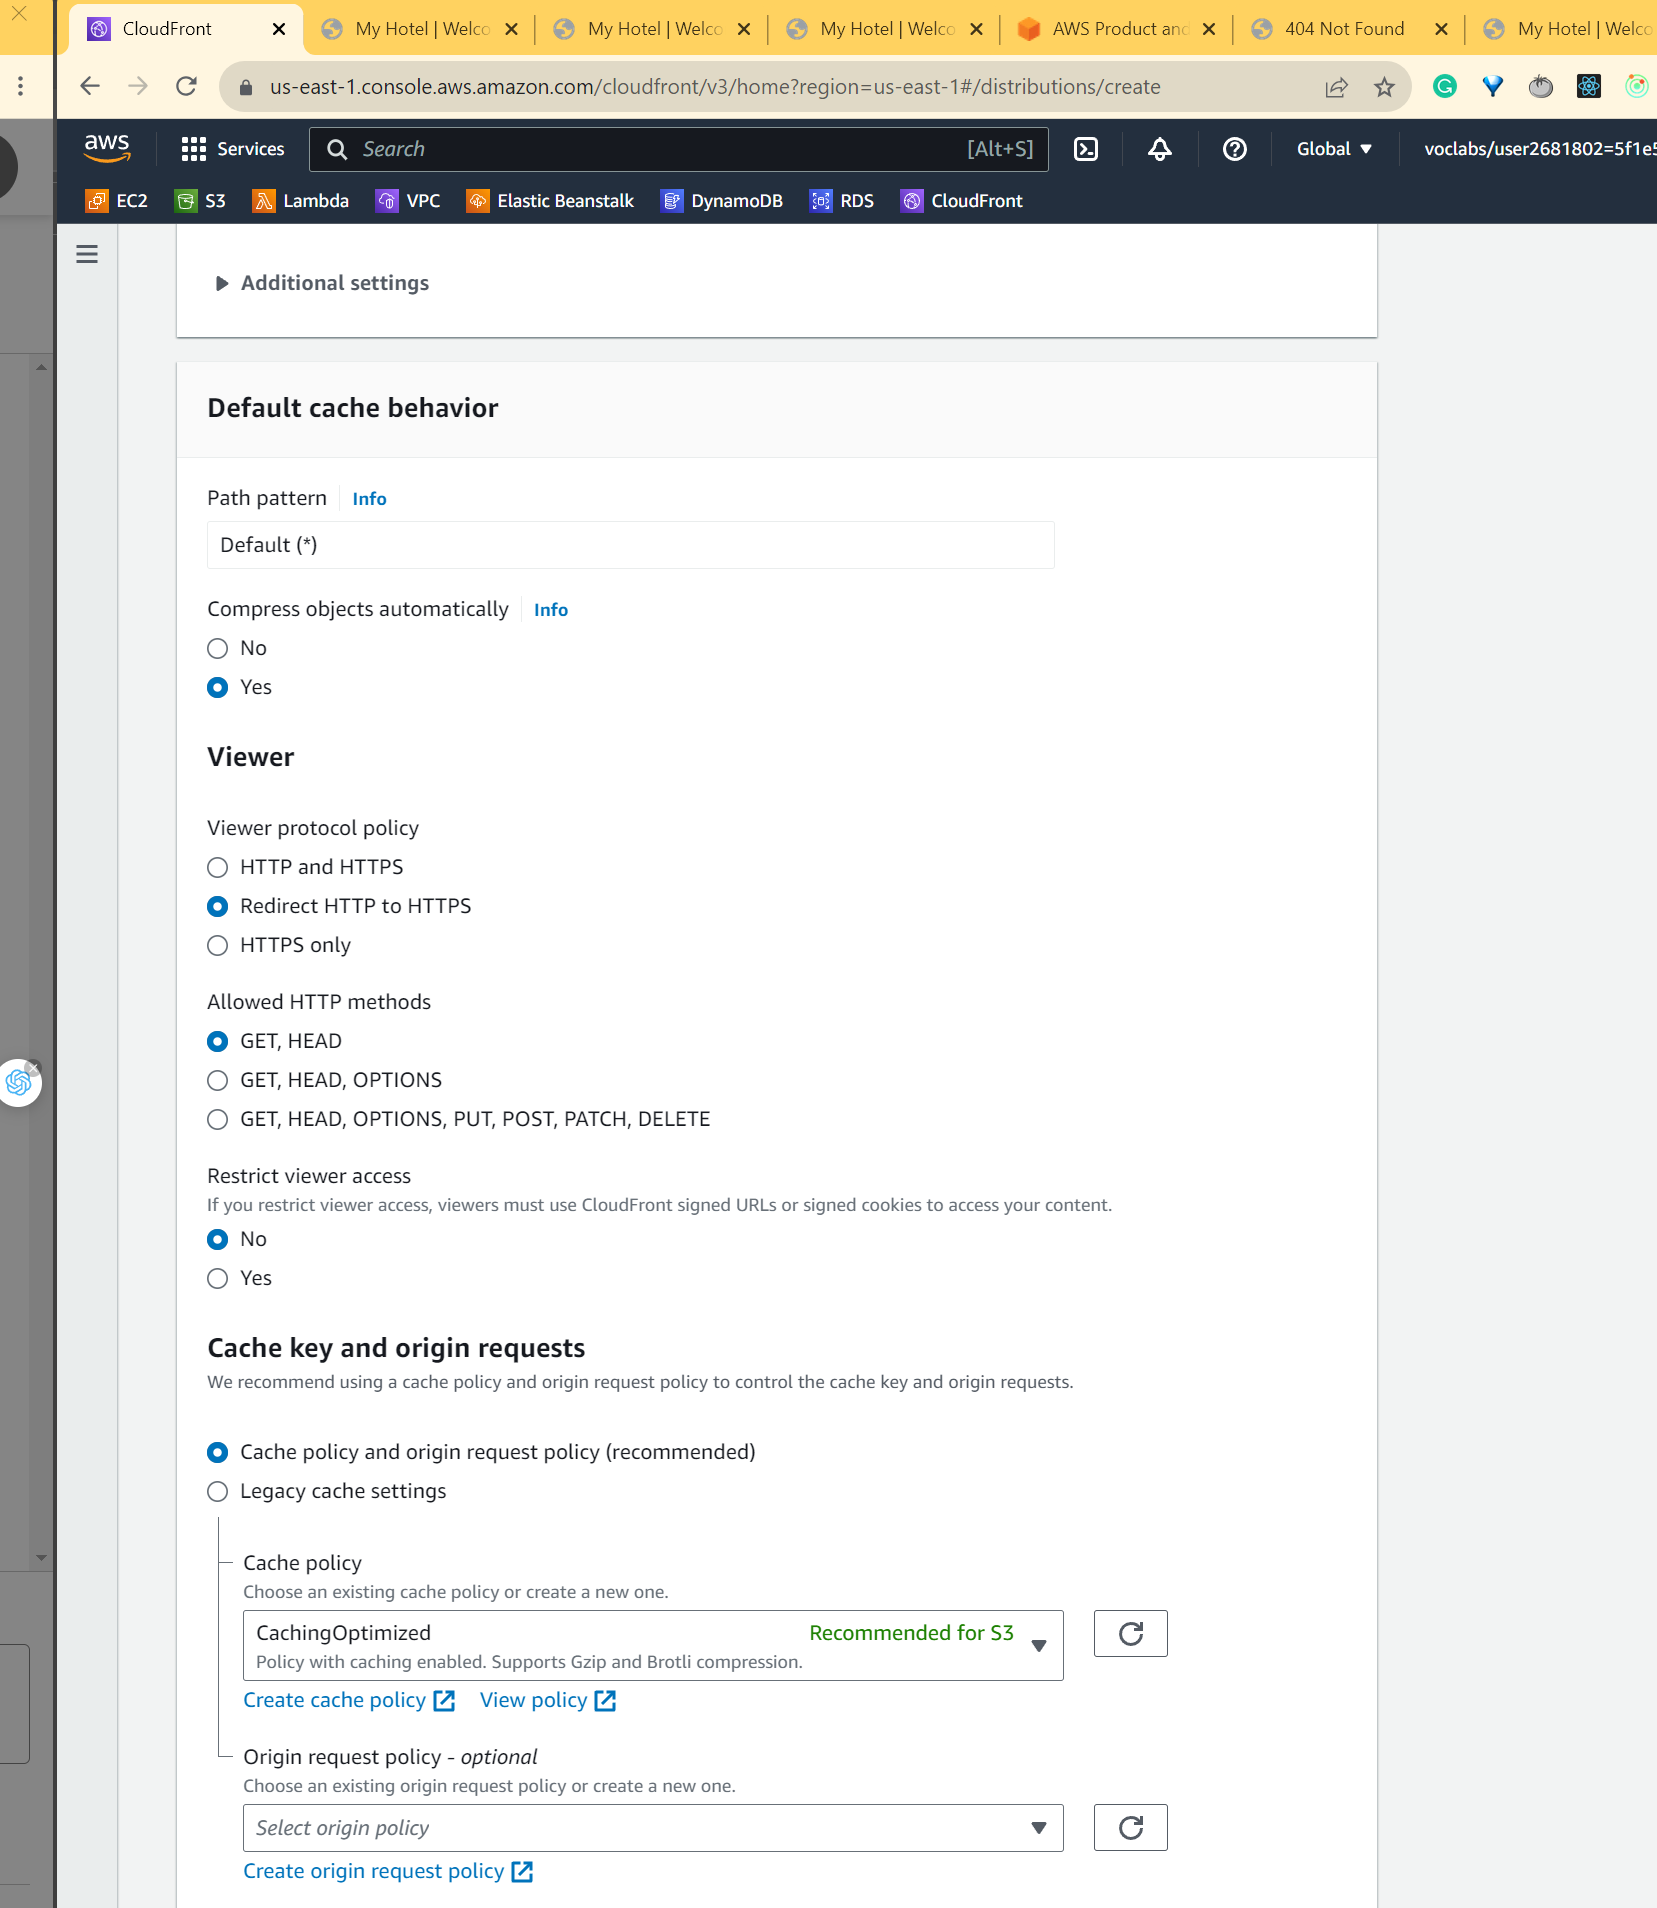 CloudFront
My Hotel | Welco
My Hotel | Welco
My Hotel | Welco
AWS Product and
404 Not Found
My Hotel | Welco
us-east-1.console.aws.amazon.com/cloudfront/v3/home?region=us-east-1#/distributions/create
aws
Services
Search
[Alt+S]
Global
voclabs/user2681802=5f1e5
EC2
S3
Lambda
VPC
Elastic Beanstalk
DynamoDB
RDS
CloudFront
Additional settings
Default cache behavior
Path pattern
Info
Default (*)
Compress objects automatically
Info
No
Yes
Viewer
Viewer protocol policy
HTTP and HTTPS
Redirect HTTP to HTTPS
HTTPS only
Allowed HTTP methods
GET, HEAD
GET, HEAD, OPTIONS
GET, HEAD, OPTIONS, PUT, POST, PATCH, DELETE
Restrict viewer access
If you restrict viewer access, viewers must use CloudFront signed URLs or signed cookies to access your content.
No
Yes
Cache key and origin requests
We recommend using a cache policy and origin request policy to control the cache key and origin requests.
Cache policy and origin request policy (recommended)
Legacy cache settings
Cache policy
Choose an existing cache policy or create a new one.
CachingOptimized
Recommended for S3
Policy with caching enabled. Supports Gzip and Brotli compression.
Create cache policy
View policy
Origin request policy - optional
Choose an existing origin request policy or create a new one.
Select origin policy
Create origin request policy